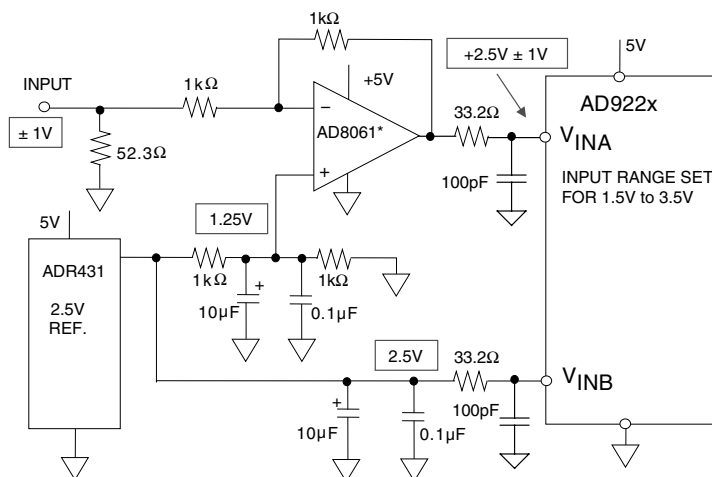 1kΩ
+2.5V ± 1V
5V
INPUT
1kΩ
+5V
AD922x
± 1V
–
AD8061*
33.2Ω
VINA
52.3Ω
+
100pF
INPUT RANGE SET
FOR 1.5V to 3.5V
5V
1.25V
ADR431
1kΩ
1kΩ
2.5V
REF.
+
10µF
0.1µF
2.5V
33.2Ω
VINB
+
100pF
10µF
0.1µF